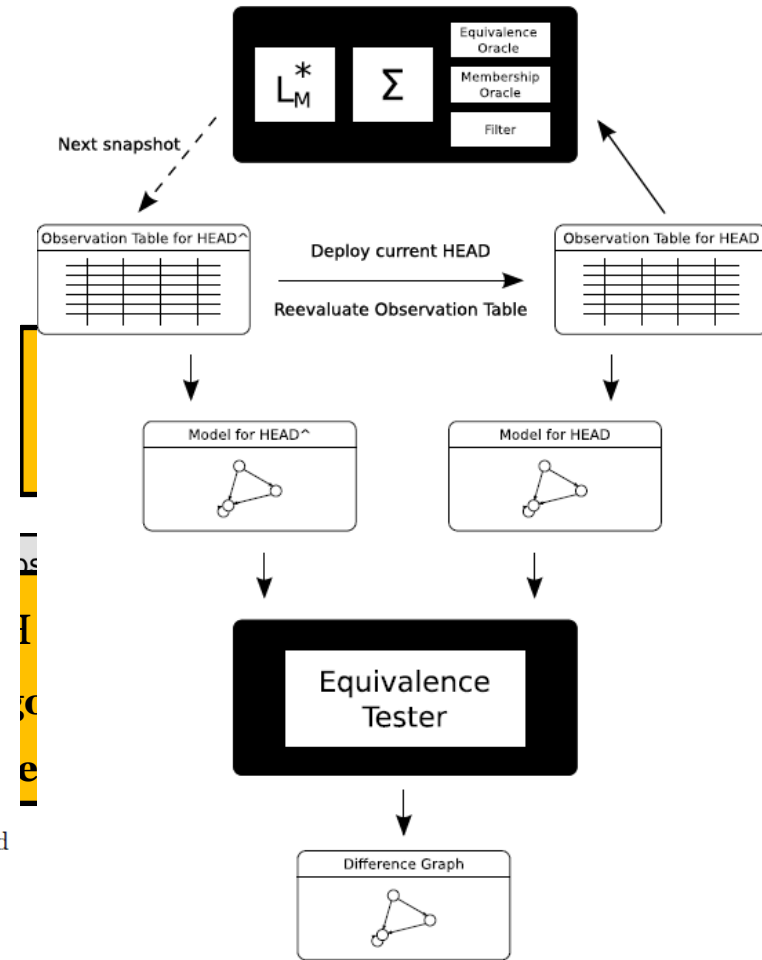 Equivalence
Oracle
L*M
Σ
Membership
Oracle
Filter
Next snapshot
Observation Table for HEAD^
Deploy current HEAD
Reevaluate Observation Table
Observation Table for HEAD
Model for HEAD^
Model for HEAD
Equivalence
Tester
Difference Graph